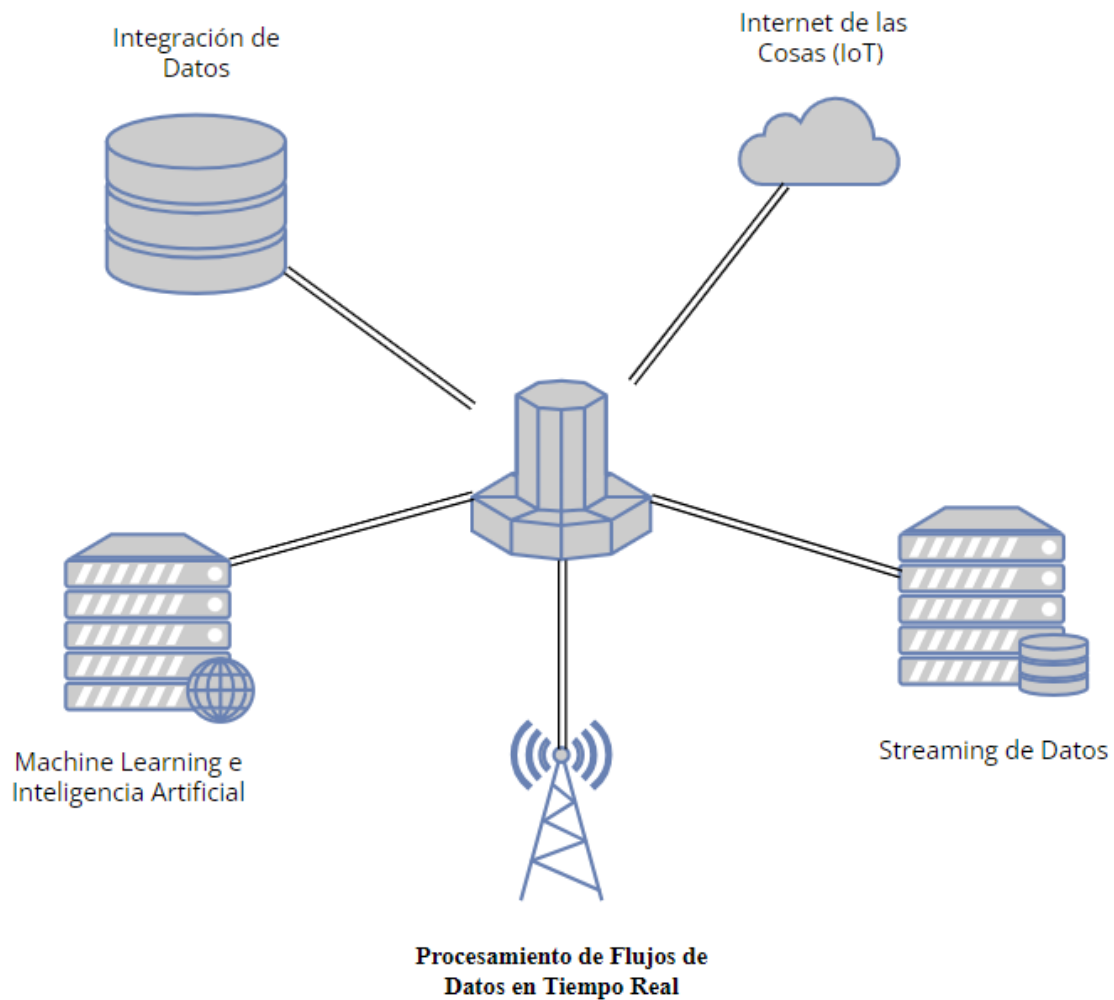 Integración de
Datos
Internet de las
Cosas (IoT)
Machine Learning e
Inteligencia Artificial
Streaming de Datos
Procesamiento de Flujos de
Datos en Tiempo Real